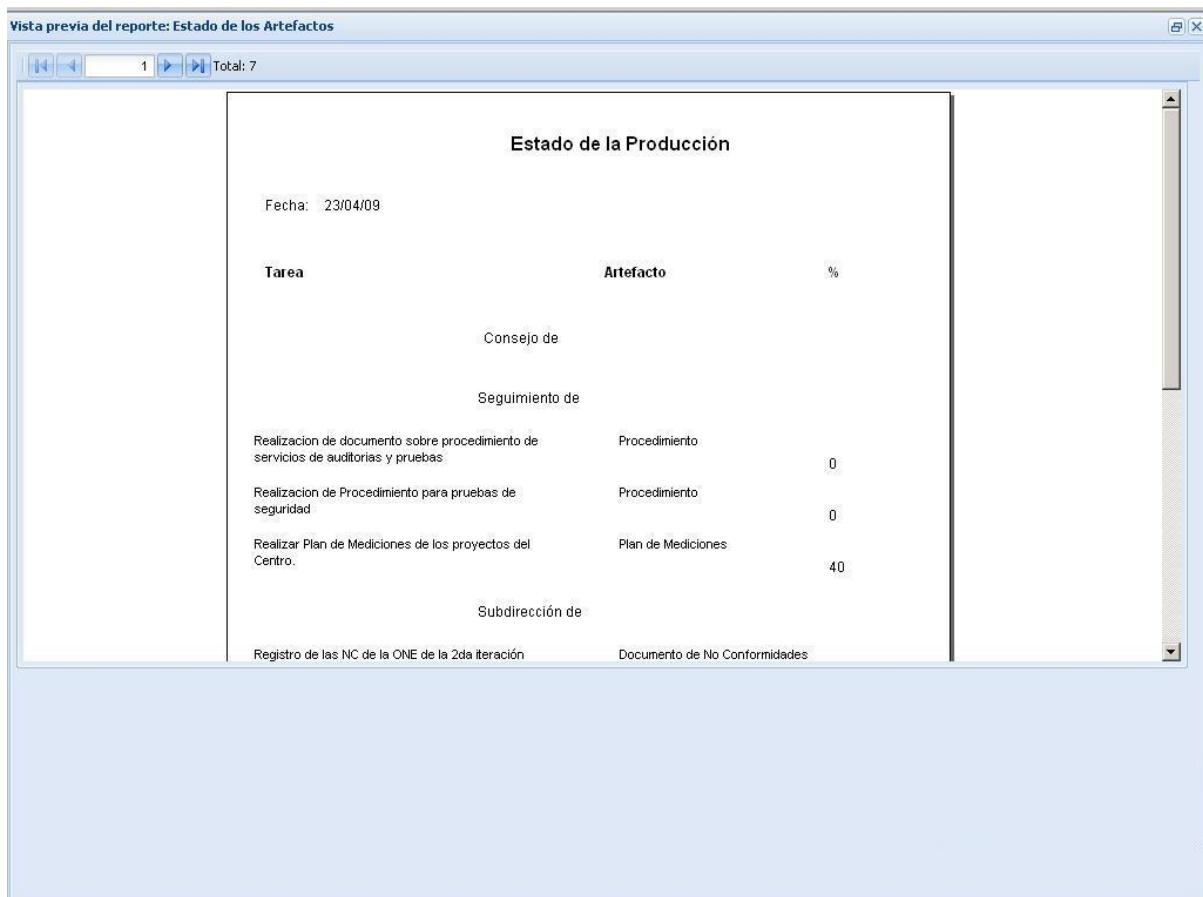 Vista previa del reporte: Estado de los Artefactos
1 Total: 7
Estado de la Producción
Fecha: 23/04/09
Tarea Artefacto %
Consejo de
Seguimiento de
Realizacion de documento sobre procedimiento de Procedimiento
servicios de auditorias y pruebas
0
Realizacion de Procedimiento para pruebas de Procedimiento
seguridad
0
Realizar Plan de Mediciones de los proyectos del Plan de Mediciones
Centro.
40
Subdirección de
Registro de las NC de la ONE de la 2da iteración Documento de No Conformidades